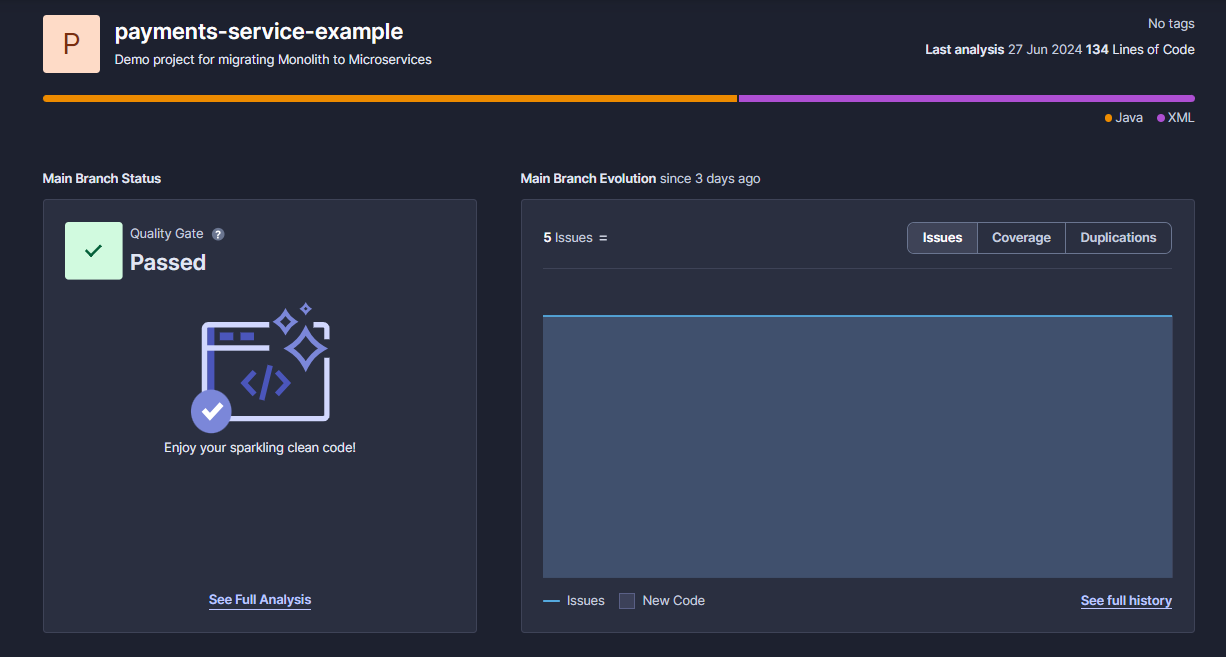 P
payments-service-example
Demo project for migrating Monolith to Microservices
No tags
Last analysis 27 Jun 2024 134 Lines of Code
Java XML
Main Branch Status
Quality Gate ?
Passed
</>
Enjoy your sparkling clean code!
See Full Analysis
Main Branch Evolution since 3 days ago
5 Issues =
Issues Coverage Duplications
Issues New Code
See full history